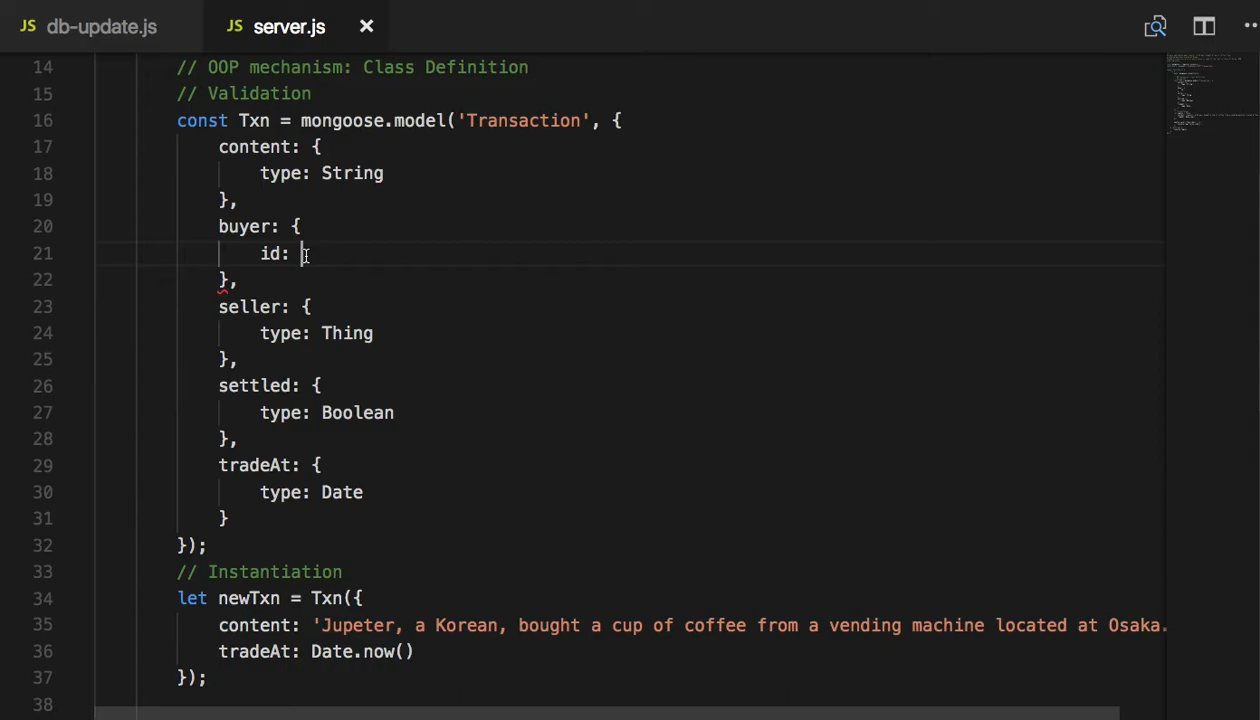 JS db-update.js JS server.js ×
14 // OOP mechanism: Class Definition
15 // Validation
16 const Txn = mongoose.model('Transaction', {
17 content: {
18 type: String
19 },
20 buyer: {
21 id:
22 },
23 seller: {
24 type: Thing
25 },
26 settled: {
27 type: Boolean
28 },
29 tradeAt: {
30 type: Date
31 }
32 });
33 // Instantiation
34 let newTxn = Txn({
35 content: 'Jupeter, a Korean, bought a cup of coffee from a vending machine located at Osaka.
36 tradeAt: Date.now()
37 });
38